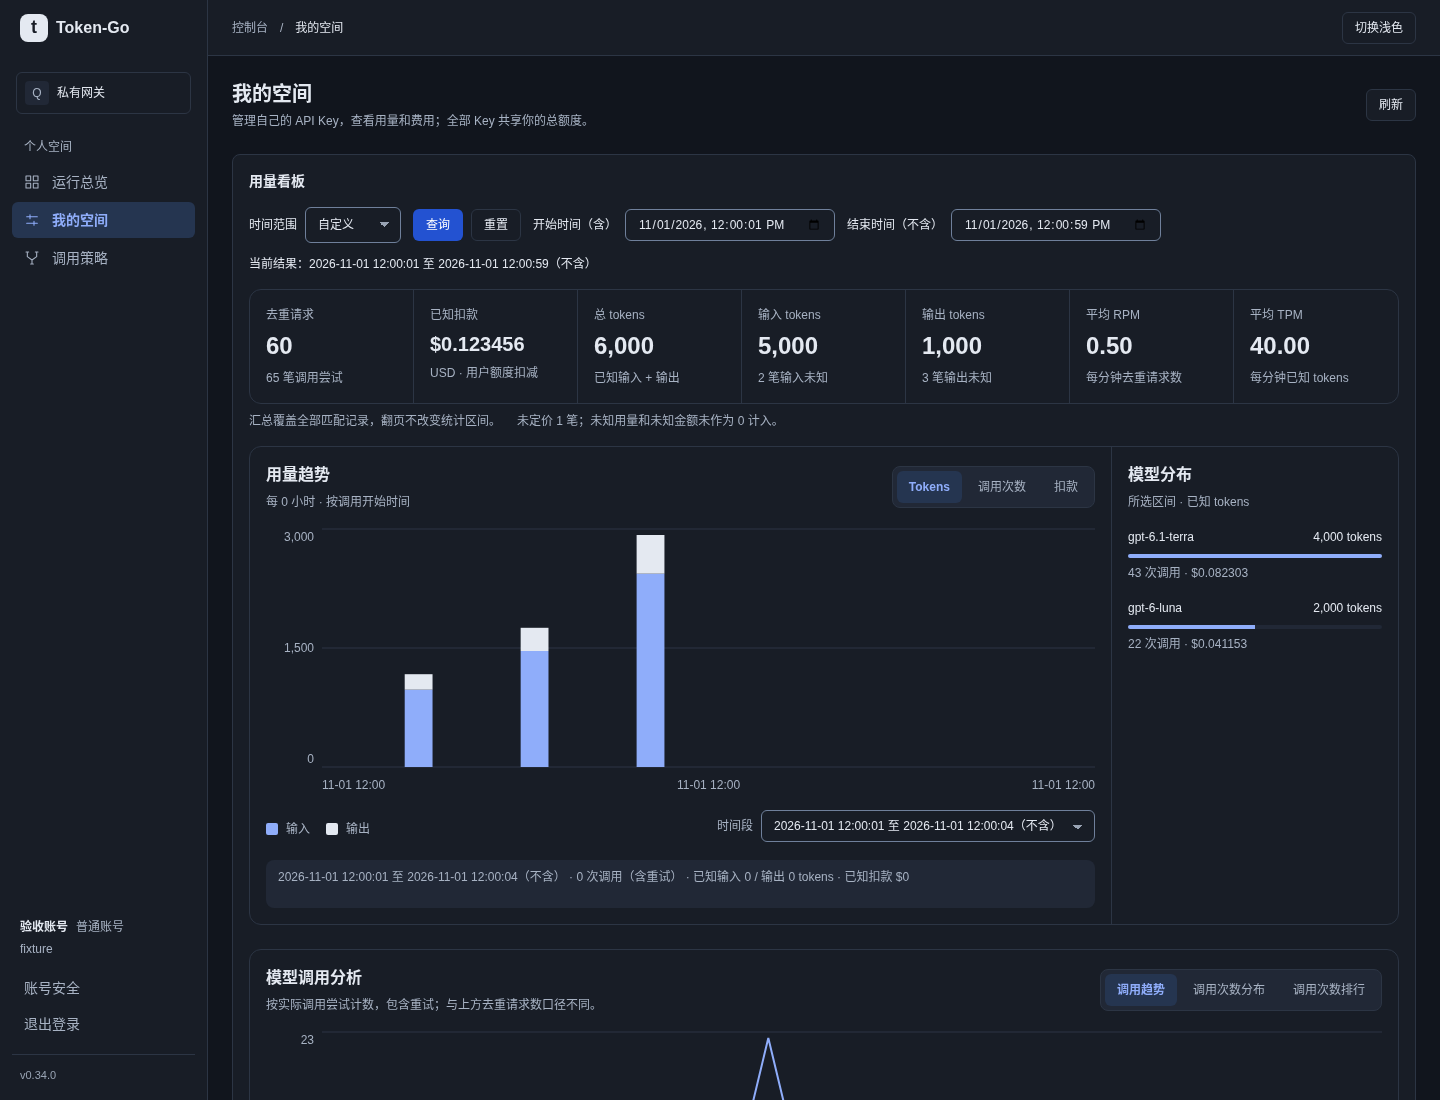 t Token-Go
Q 私有网关
个人空间
运行总览
我的空间
调用策略
验收账号 普通账号
fixture
账号安全
退出登录
v0.34.0
控制台 / 我的空间
切换浅色
我的空间
管理自己的 API Key，查看用量和费用；全部 Key 共享你的总额度。
刷新
用量看板
时间范围 自定义 查询 重置 开始时间（含） 11/01/2026, 12:00:01 PM 结束时间（不含） 11/01/2026, 12:00:59 PM
当前结果：2026-11-01 12:00:01 至 2026-11-01 12:00:59（不含）
去重请求
60
65 笔调用尝试
已知扣款
$0.123456
USD · 用户额度扣减
总 tokens
6,000
已知输入 + 输出
输入 tokens
5,000
2 笔输入未知
输出 tokens
1,000
3 笔输出未知
平均 RPM
0.50
每分钟去重请求数
平均 TPM
40.00
每分钟已知 tokens
汇总覆盖全部匹配记录，翻页不改变统计区间。 未定价 1 笔；未知用量和未知金额未作为 0 计入。
用量趋势
每 0 小时 · 按调用开始时间
Tokens 调用次数 扣款
3,000
1,500
0
11-01 12:00 11-01 12:00 11-01 12:00
输入 输出
时间段 2026-11-01 12:00:01 至 2026-11-01 12:00:04（不含）
2026-11-01 12:00:01 至 2026-11-01 12:00:04（不含） · 0 次调用（含重试） · 已知输入 0 / 输出 0 tokens · 已知扣款 $0
模型分布
所选区间 · 已知 tokens
gpt-6.1-terra 4,000 tokens
43 次调用 · $0.082303
gpt-6-luna 2,000 tokens
22 次调用 · $0.041153
模型调用分析
按实际调用尝试计数，包含重试；与上方去重请求数口径不同。
调用趋势 调用次数分布 调用次数排行
23